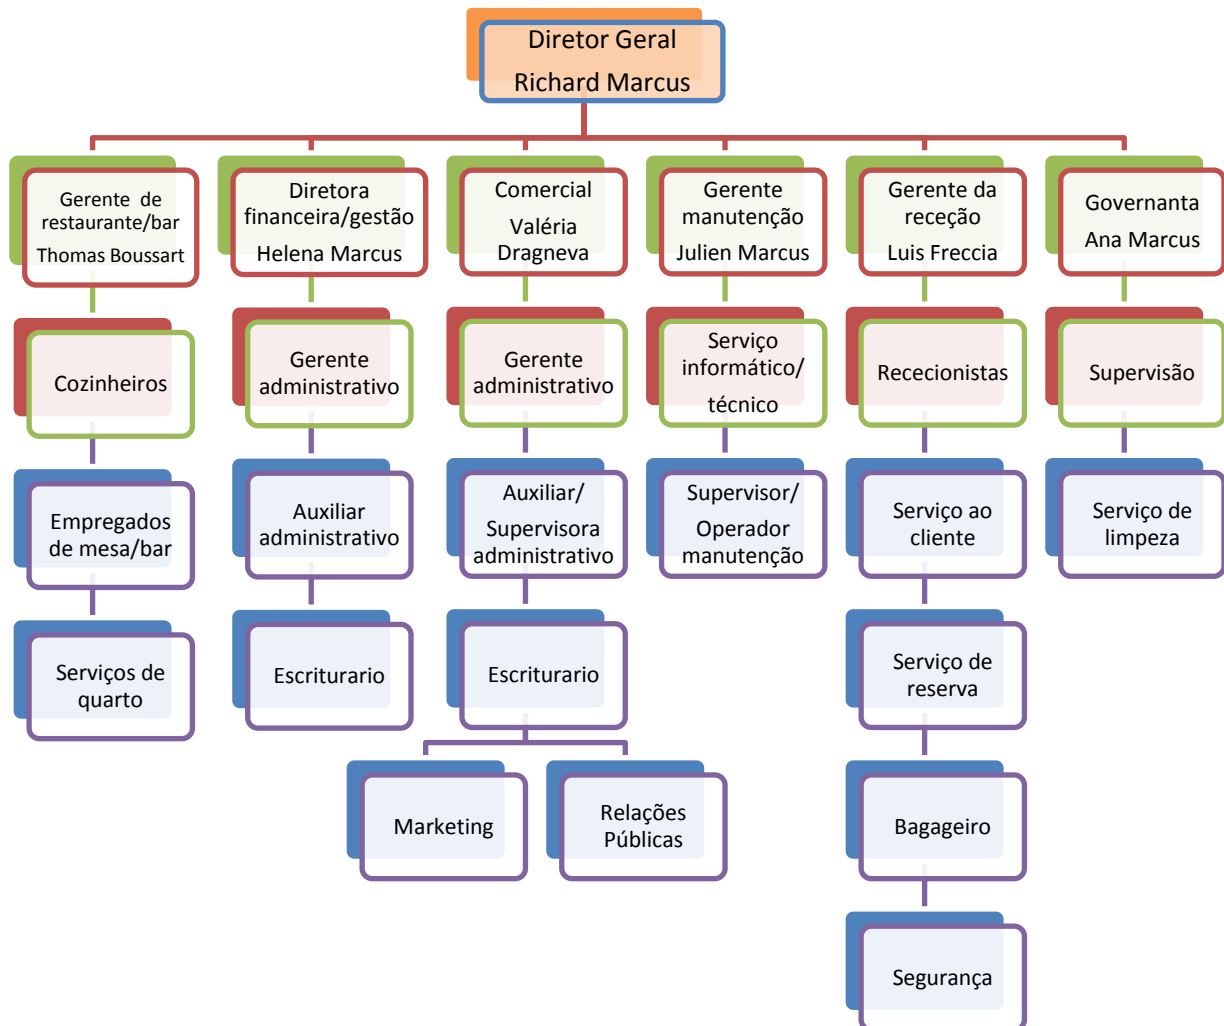 Diretor Geral
Richard Marcus
Gerente de
restaurante/bar
Thomas Boussart
Diretora
financeira/gestão
Helena Marcus
Comercial
Valéria
Dragneva
Gerente
manutenção
Julien Marcus
Gerente da
receção
Luis Freccia
Governanta
Ana Marcus
Cozinheiros
Gerente
administrativo
Gerente
administrativo
Serviço
informático/
técnico
Rececionistas
Supervisão
Empregados
de mesa/bar
Auxiliar
administrativo
Auxiliar/
Supervisora
administrativo
Supervisor/
Operador
manutenção
Serviço ao
cliente
Serviço de
limpeza
Serviços de
quarto
Escriturario
Escriturario
Serviço de
reserva
Marketing
Relações
Públicas
Bagageiro
Segurança